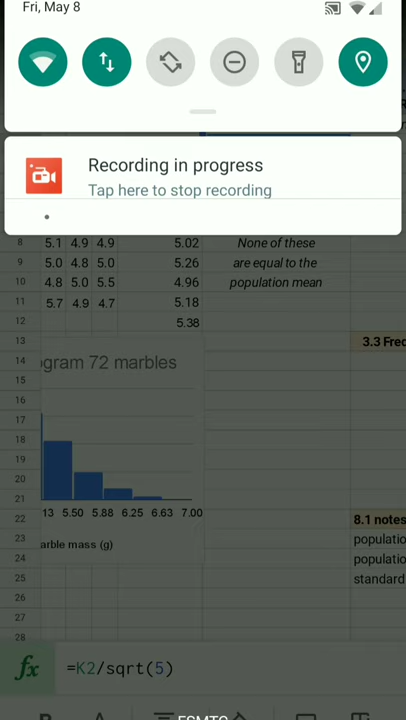 Fri, May 8
Recording in progress
Tap here to stop recording
8 5.1 4.9 4.9 5.02 None of these
9 5.0 4.8 5.0 5.26 are equal to the
10 4.8 5.0 5.5 4.96 population mean
11 5.7 4.9 4.7 5.18
12 5.38
13 3.3 Fred
14 ogram 72 marbles
15
16
17
18
19
20
21
22 13 5.50 5.88 6.25 6.63 7.00 8.1 notes
23 populatio
24 arble mass (g) populatio
25 standard
26
27
28
fx =K2/sqrt(5)